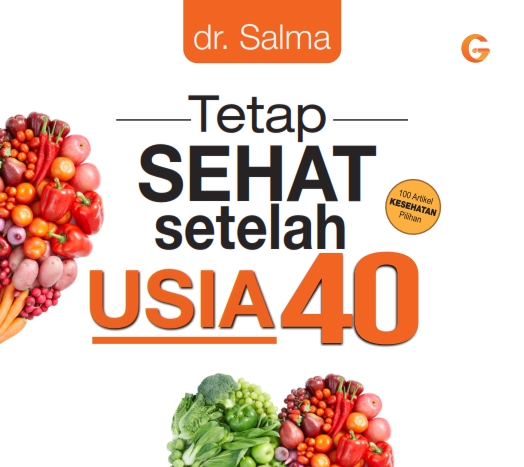 dr. Salma
G
Tetap
SEHAT
setelah
USIA 40
100 Artikel
KESEHATAN
Pilihan